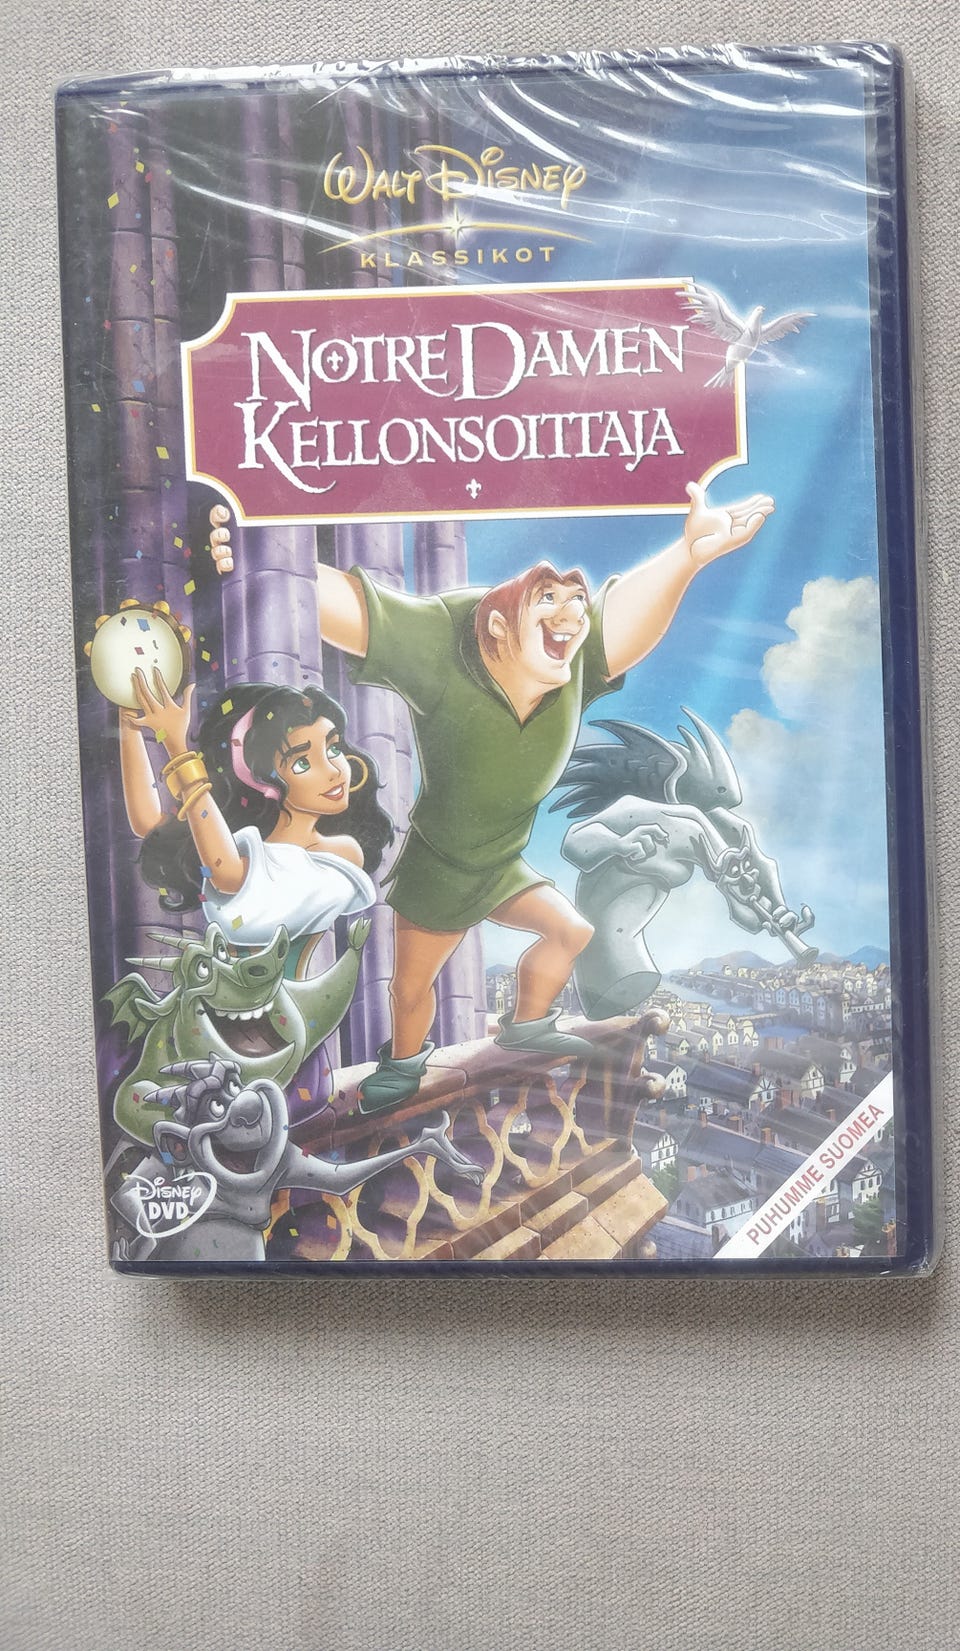 WALT DISNEY
KLASSIKOT
NOTRE DAMEN
KELLONSOITTAJA
DISNEY
DVD
PUHUMME SUOMEA